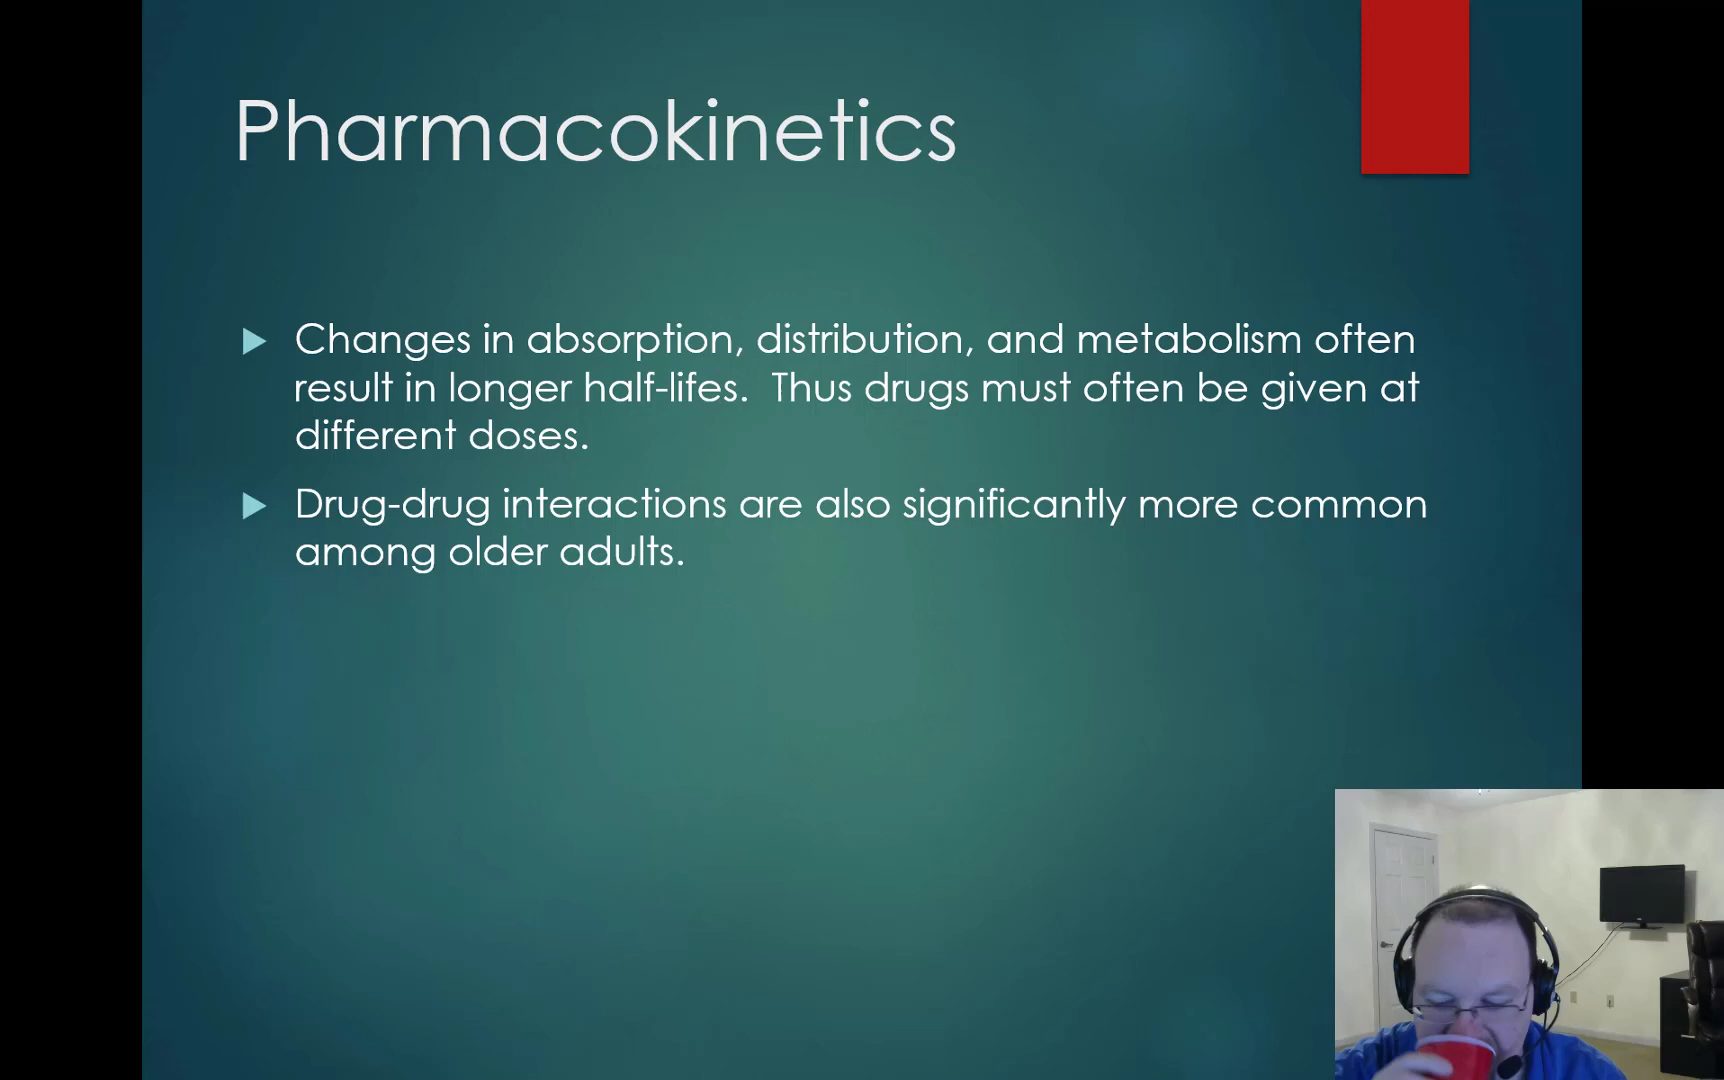 Pharmacokinetics
Changes in absorption, distribution, and metabolism often
result in longer half-lifes.  Thus drugs must often be given at
different doses.
Drug-drug interactions are also significantly more common
among older adults.